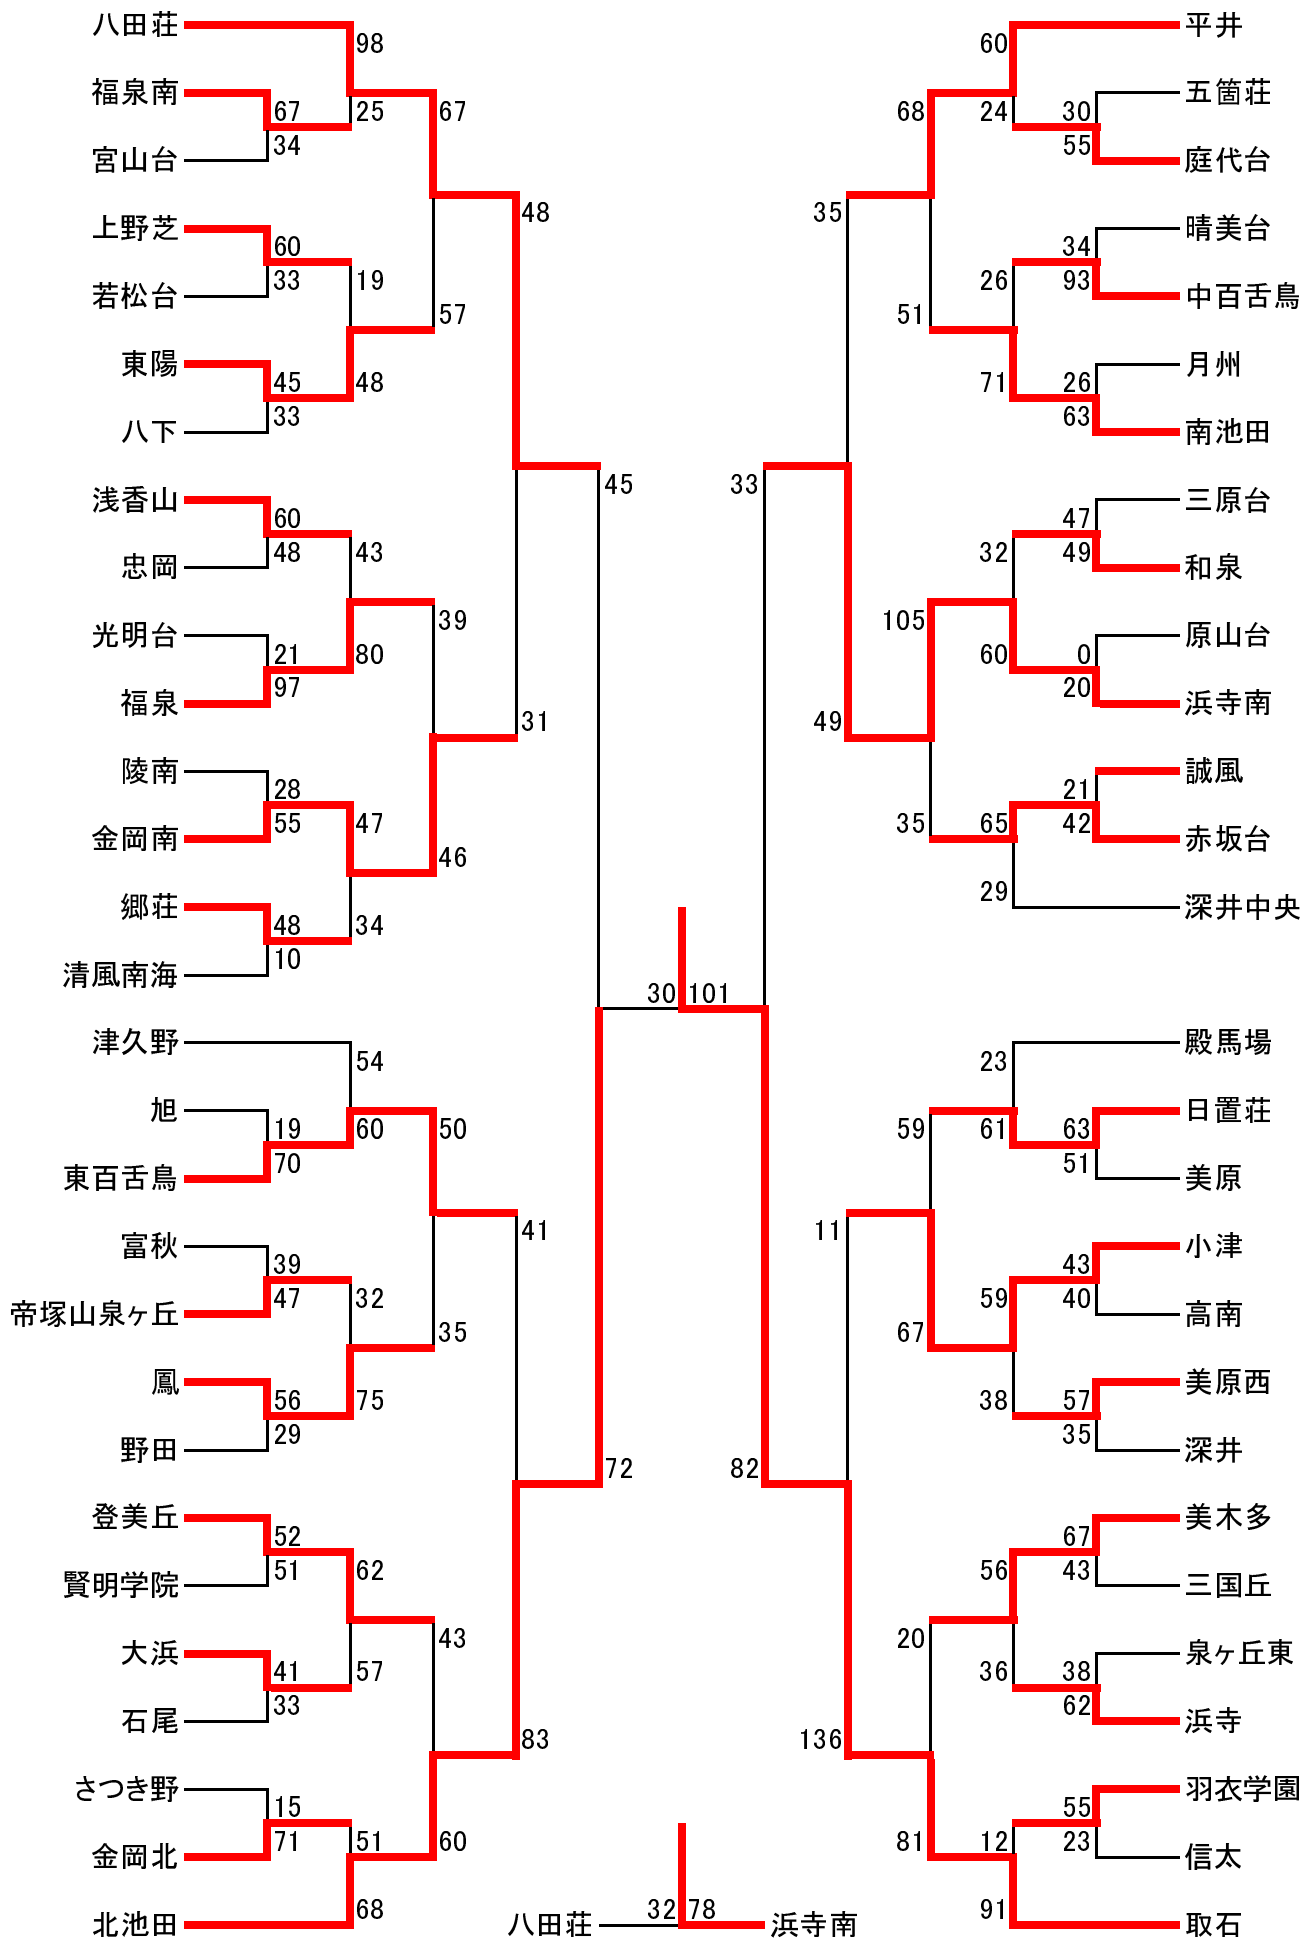 八田荘
98
福泉南
67
25
67
34
宮山台
48
上野芝
60
33
19
若松台
57
東陽
45
48
33
八下
45
浅香山
60
48
43
忠岡
39
光明台
21
80
97
福泉
31
陵南
28
55
47
金岡南
46
郷荘
48
34
10
清風南海
30
津久野
54
旭
19
60
50
70
東百舌鳥
41
富秋
39
47
32
帝塚山泉ヶ丘
35
鳳
56
75
29
野田
72
登美丘
52
51
62
賢明学院
43
大浜
41
57
33
石尾
83
さつき野
15
71
51
60
金岡北
68
北池田
平井
60
五箇荘
68
24
30
55
庭代台
35
晴美台
34
26
93
中百舌鳥
51
月州
71
26
63
南池田
33
三原台
47
32
49
和泉
105
原山台
60
0
20
浜寺南
49
誠風
21
35
65
42
赤坂台
29
深井中央
101
殿馬場
23
日置荘
59
61
63
51
美原
11
小津
43
59
40
高南
67
美原西
38
57
35
深井
82
美木多
67
56
43
三国丘
20
泉ヶ丘東
36
38
62
浜寺
136
羽衣学園
55
81
12
23
信太
91
取石
32 78
八田荘 浜寺南